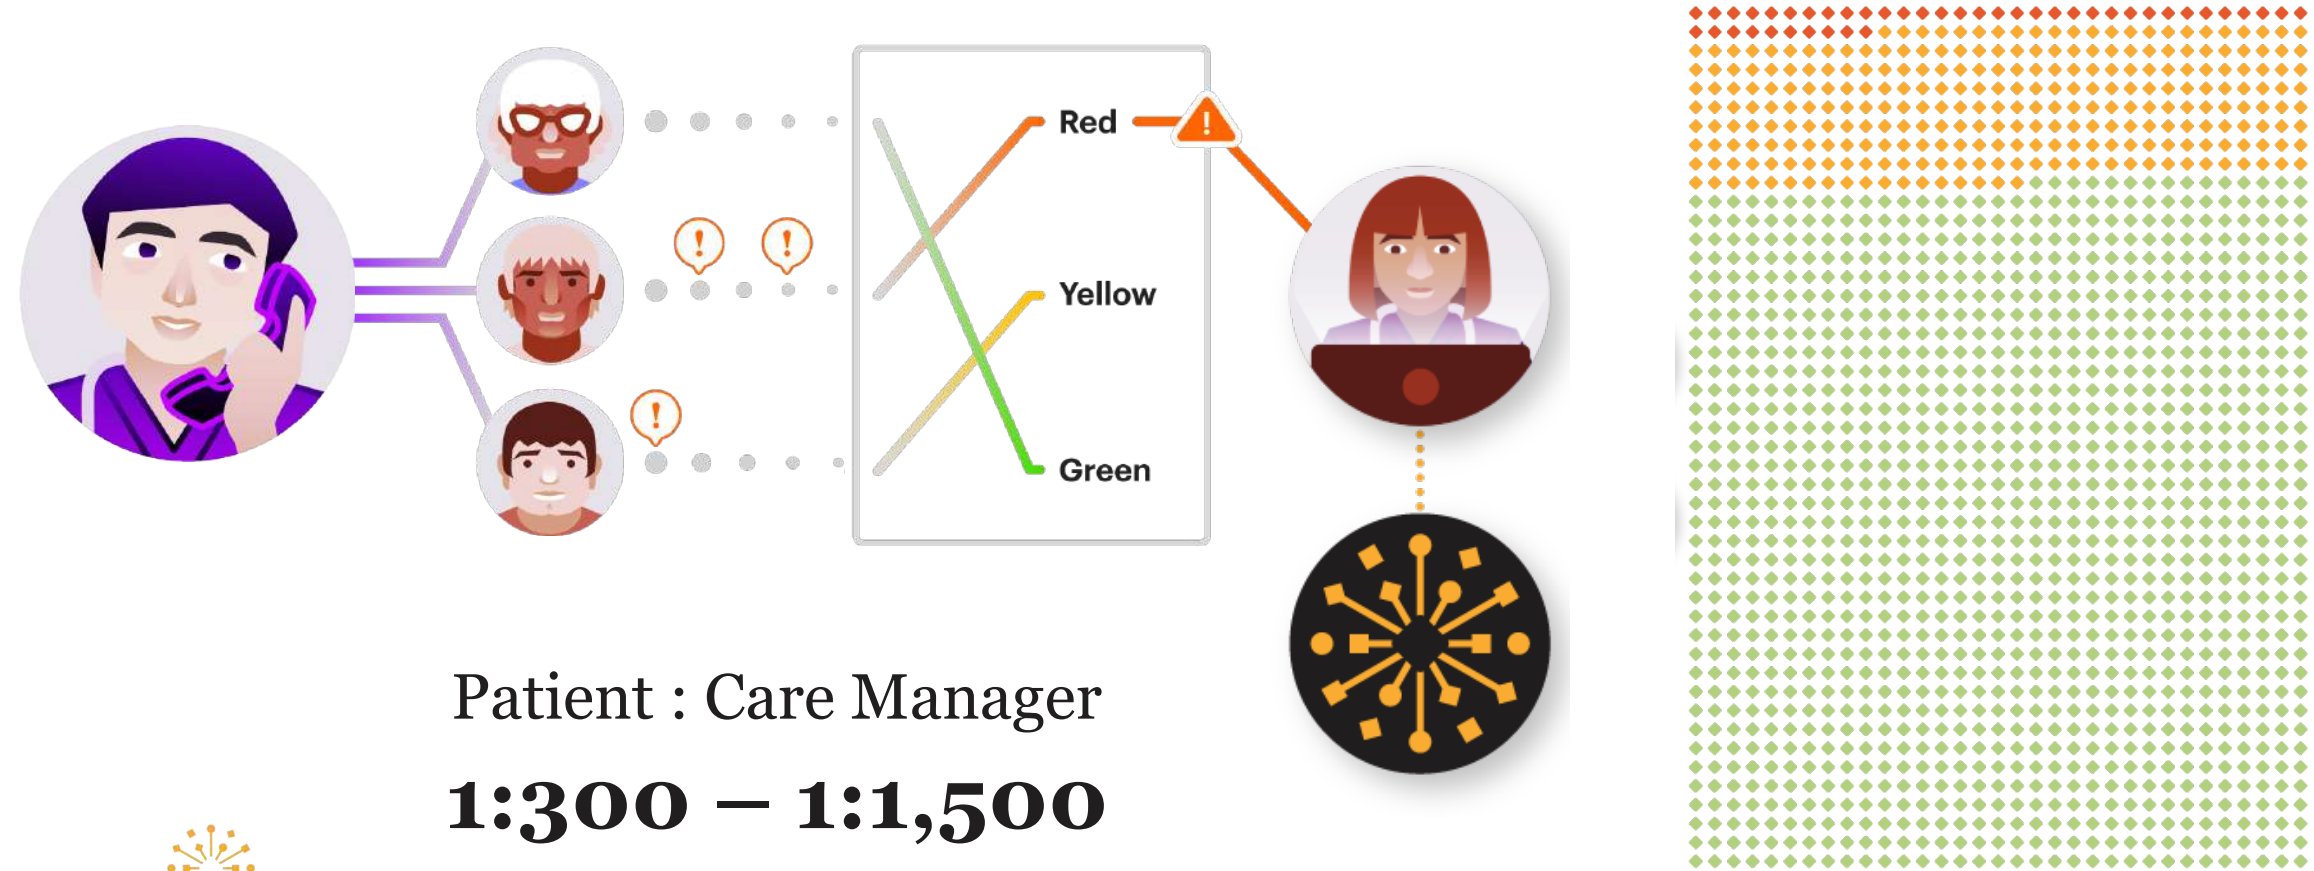 Red
Yellow
Green
Patient : Care Manager
1:300 – 1:1,500